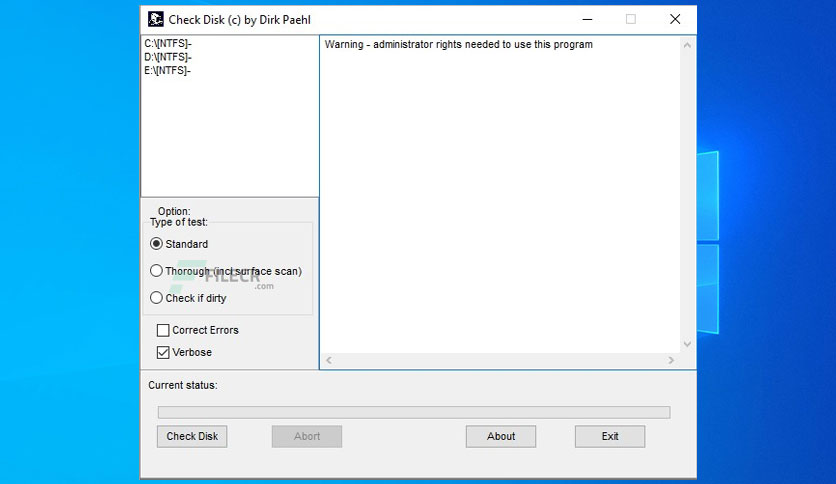 Check Disk (c) by Dirk Paehl
C:\[NTFS]-
D:\[NTFS]-
E:\[NTFS]-
Warning - administrator rights needed to use this program
Option:
Type of test:
Standard
Thorough (incl surface scan)
FILECR
.com
Check if dirty
Correct Errors
Verbose
Current status:
Check Disk
Abort
About
Exit